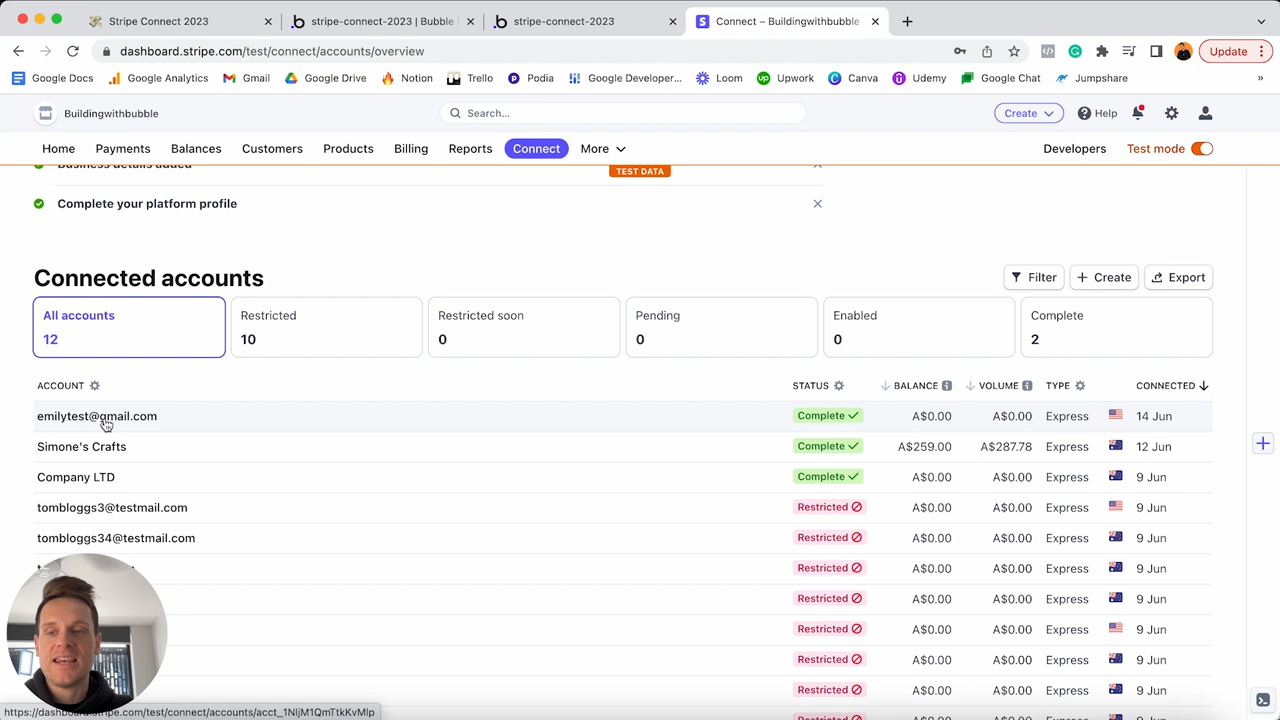 Stripe Connect 2023
stripe-connect-2023 | Bubble
stripe-connect-2023
Connect – Buildingwithbubble
dashboard.stripe.com/test/connect/accounts/overview
Update
Google Docs
Google Analytics
Gmail
Google Drive
Notion
Trello
Podia
Google Developer...
Loom
Upwork
Canva
Udemy
Google Chat
Jumpshare
»
Buildingwithbubble
Search...
Create
Help
Home
Payments
Balances
Customers
Products
Billing
Reports
Connect
More
Developers
Test mode
Business details added
TEST DATA
Complete your platform profile
Connected accounts
Filter
+ Create
Export
All accounts
12
Restricted
10
Restricted soon
0
Pending
0
Enabled
0
Complete
2
ACCOUNT STATUS BALANCE VOLUME TYPE CONNECTED
emilytest@gmail.com Complete A$0.00 A$0.00 Express 14 Jun
Simone's Crafts Complete A$259.00 A$287.78 Express 12 Jun
Company LTD Complete A$0.00 A$0.00 Express 9 Jun
tombloggs3@testmail.com Restricted A$0.00 A$0.00 Express 9 Jun
tombloggs34@testmail.com Restricted A$0.00 A$0.00 Express 9 Jun
Restricted A$0.00 A$0.00 Express 9 Jun
Restricted A$0.00 A$0.00 Express 9 Jun
Restricted A$0.00 A$0.00 Express 9 Jun
Restricted A$0.00 A$0.00 Express 9 Jun
Restricted A$0.00 A$0.00 Express 9 Jun
https://dashboard.stripe.com/test/connect/accounts/acct_1NIjM1QmTtkKvMlp